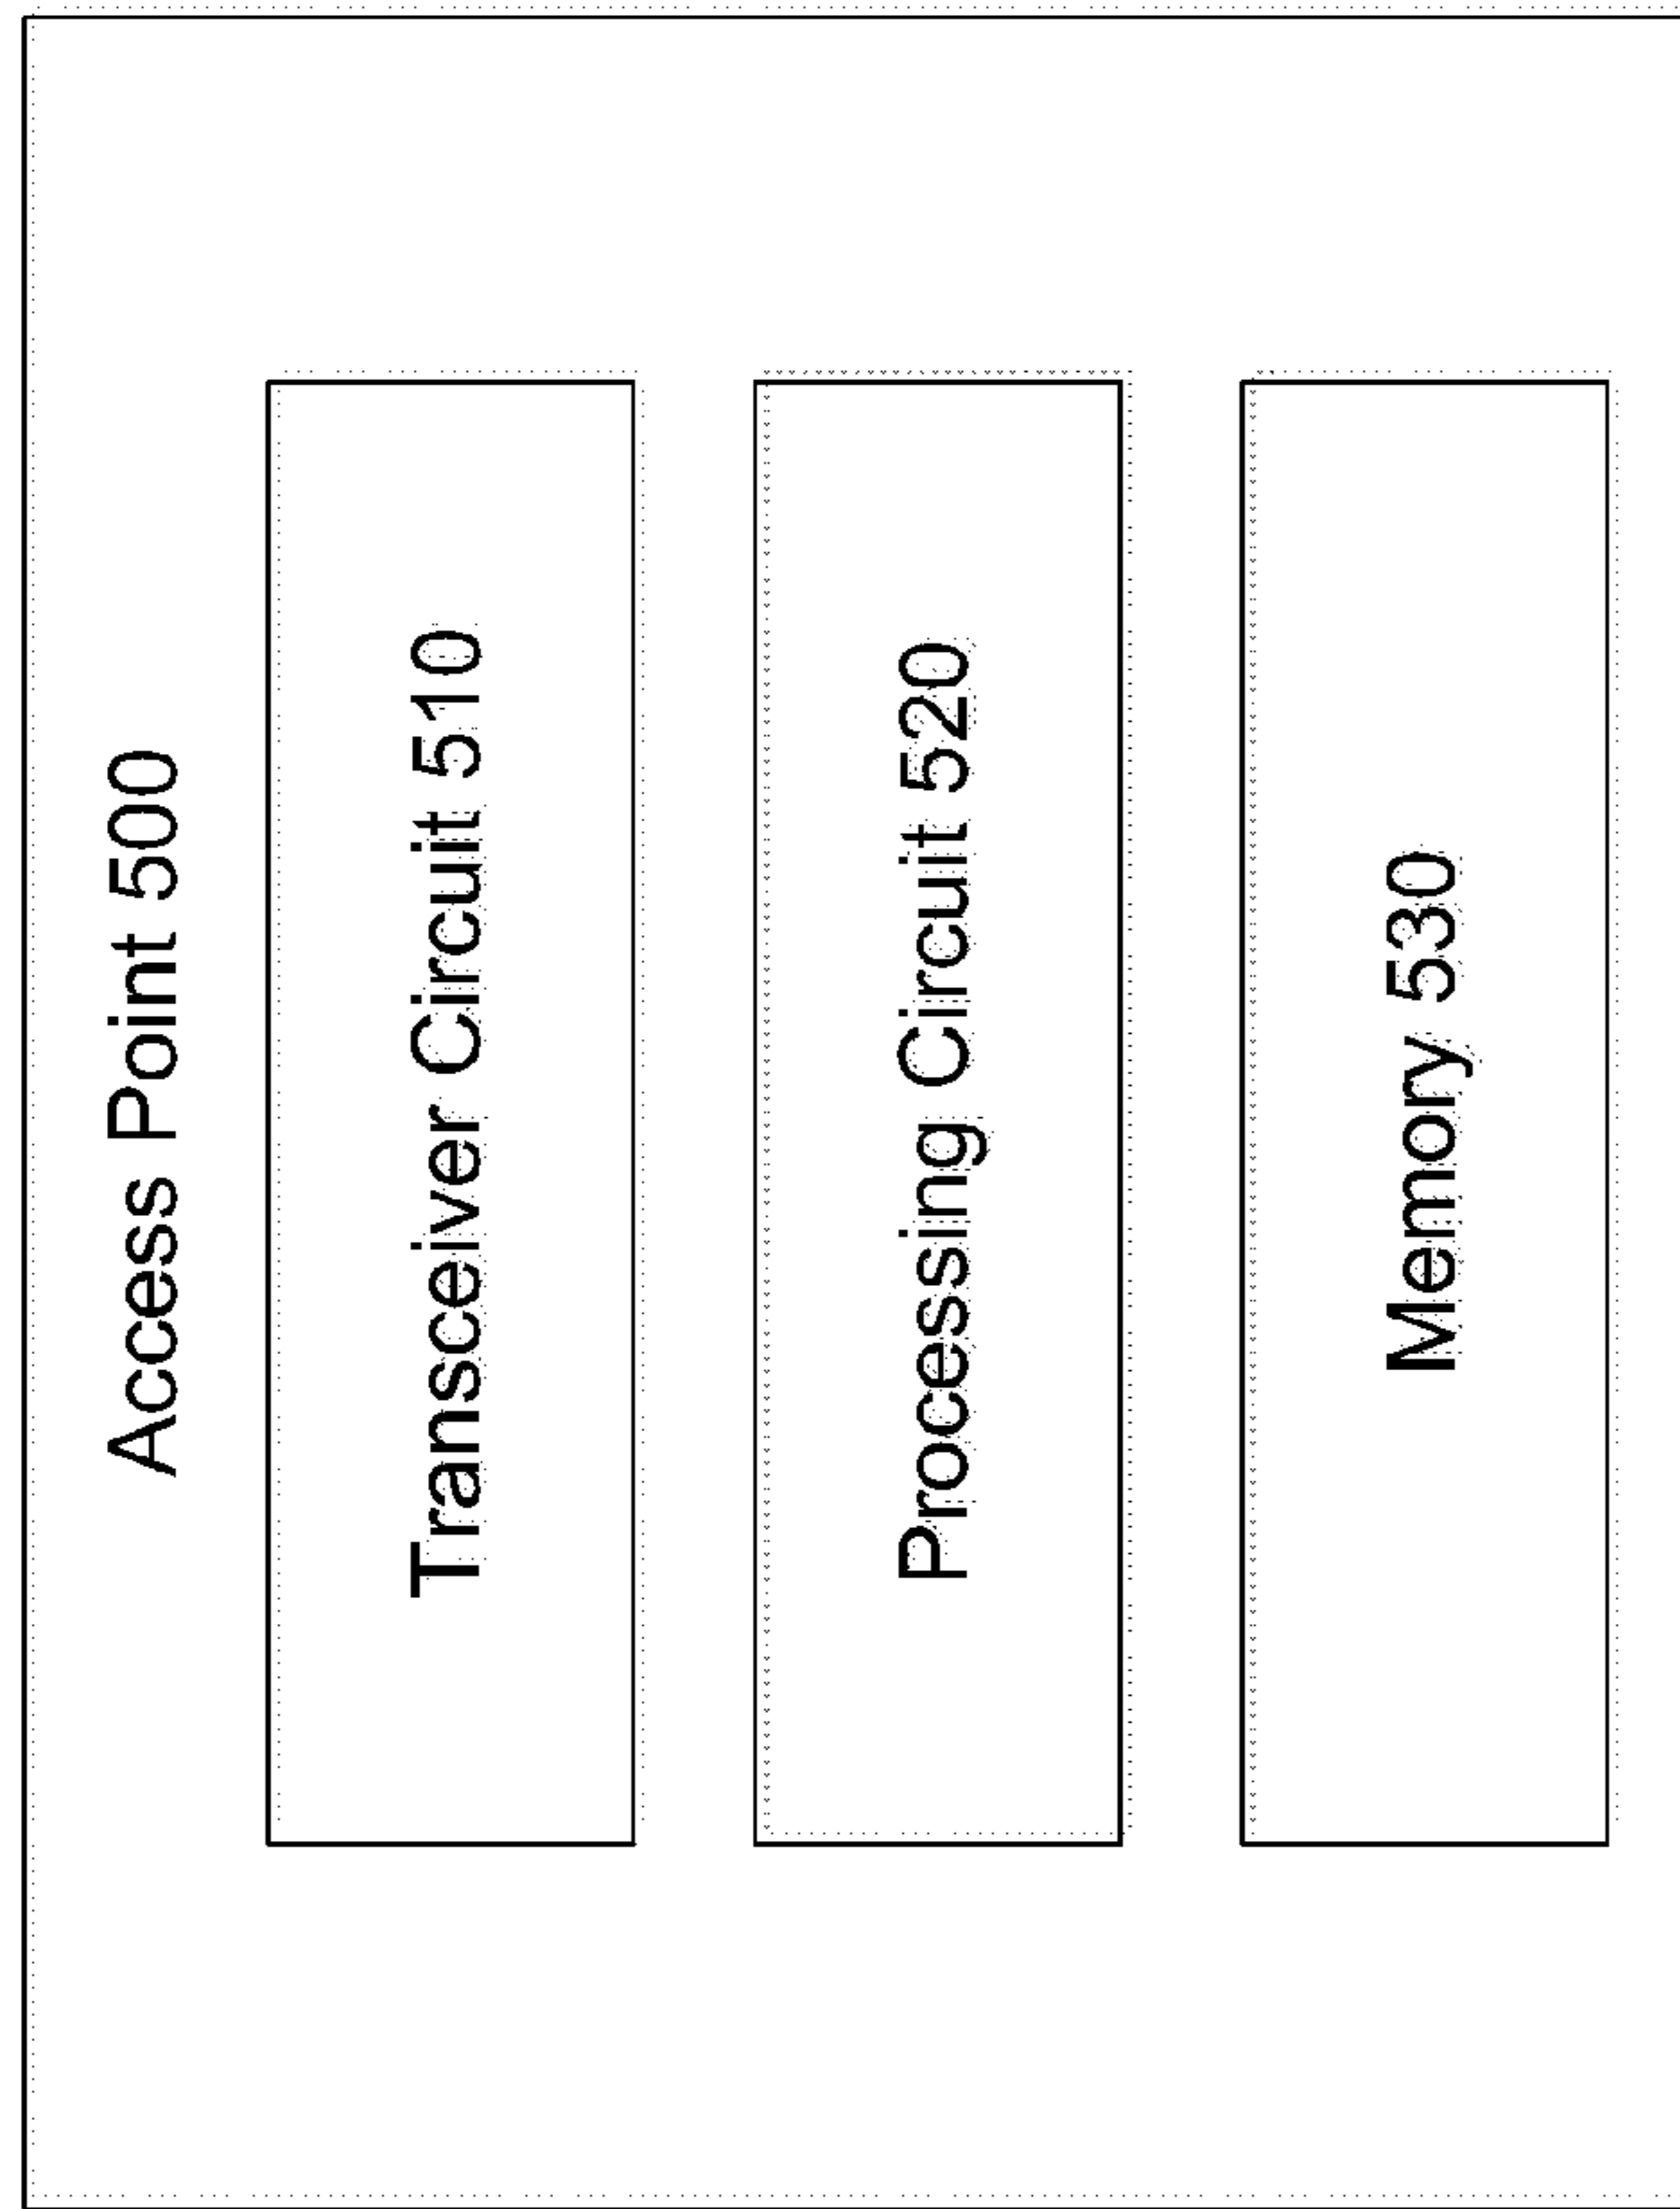 Access Point 500
Transceiver Circuit 510
Processing Circuit 520
Memory 530